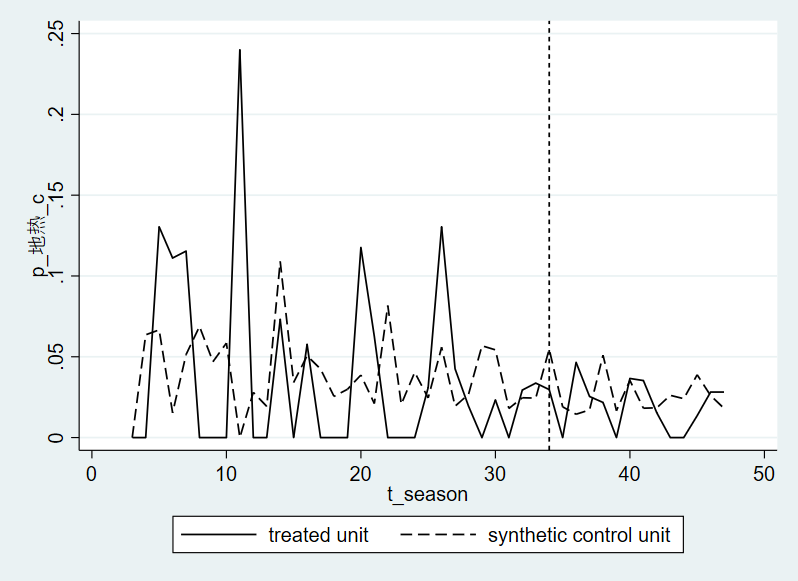 .25
.2
.15
.1
.05
0
p_地热_c
0 10 20 30 40 50
t_season
treated unit synthetic control unit